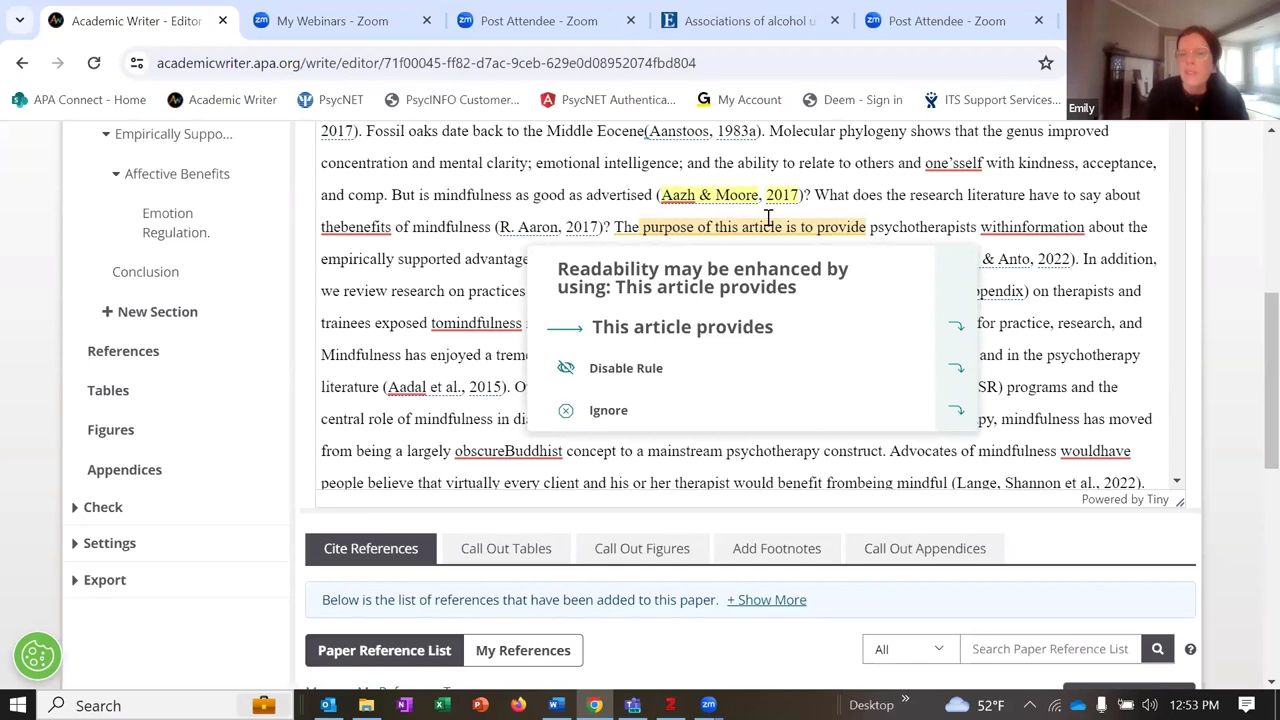 Academic Writer - Editor
My Webinars - Zoom
Post Attendee - Zoom
Associations of alcohol u
Post Attendee - Zoom
academicwriter.apa.org/write/editor/71f00045-ff82-d7ac-9ceb-629e0d08952074fbd804
APA Connect - Home
Academic Writer
PsycNET
PsycINFO Customer...
PsycNET Authentica...
My Account
Deem - Sign in
ITS Support Services...
Emily
Empirically Suppo...
Affective Benefits
Emotion
Regulation.
Conclusion
+ New Section
References
Tables
Figures
Appendices
Check
Settings
Export
2017). Fossil oaks date back to the Middle Eocene(Aanstoos, 1983a). Molecular phylogeny shows that the genus improved
concentration and mental clarity; emotional intelligence; and the ability to relate to others and one'sself with kindness, acceptance,
and comp. But is mindfulness as good as advertised (Aazh & Moore, 2017)? What does the research literature have to say about
thebenefits of mindfulness (R. Aaron, 2017)? The purpose of this article is to provide psychotherapists withinformation about the
empirically supported advantage & Anto, 2022). In addition,
we review research on practices pendix) on therapists and
trainees exposed tomindfulness for practice, research, and
Mindfulness has enjoyed a treme and in the psychotherapy
literature (Aadal et al., 2015). O SR) programs and the
central role of mindfulness in di py, mindfulness has moved
from being a largely obscureBuddhist concept to a mainstream psychotherapy construct. Advocates of mindfulness wouldhave
people believe that virtually every client and his or her therapist would benefit frombeing mindful (Lange, Shannon et al., 2022).
Readability may be enhanced by
using: This article provides
This article provides
Disable Rule
Ignore
Powered by Tiny
Cite References
Call Out Tables
Call Out Figures
Add Footnotes
Call Out Appendices
Below is the list of references that have been added to this paper. + Show More
Paper Reference List
My References
All
Search Paper Reference List
Search
Desktop
52°F
12:53 PM